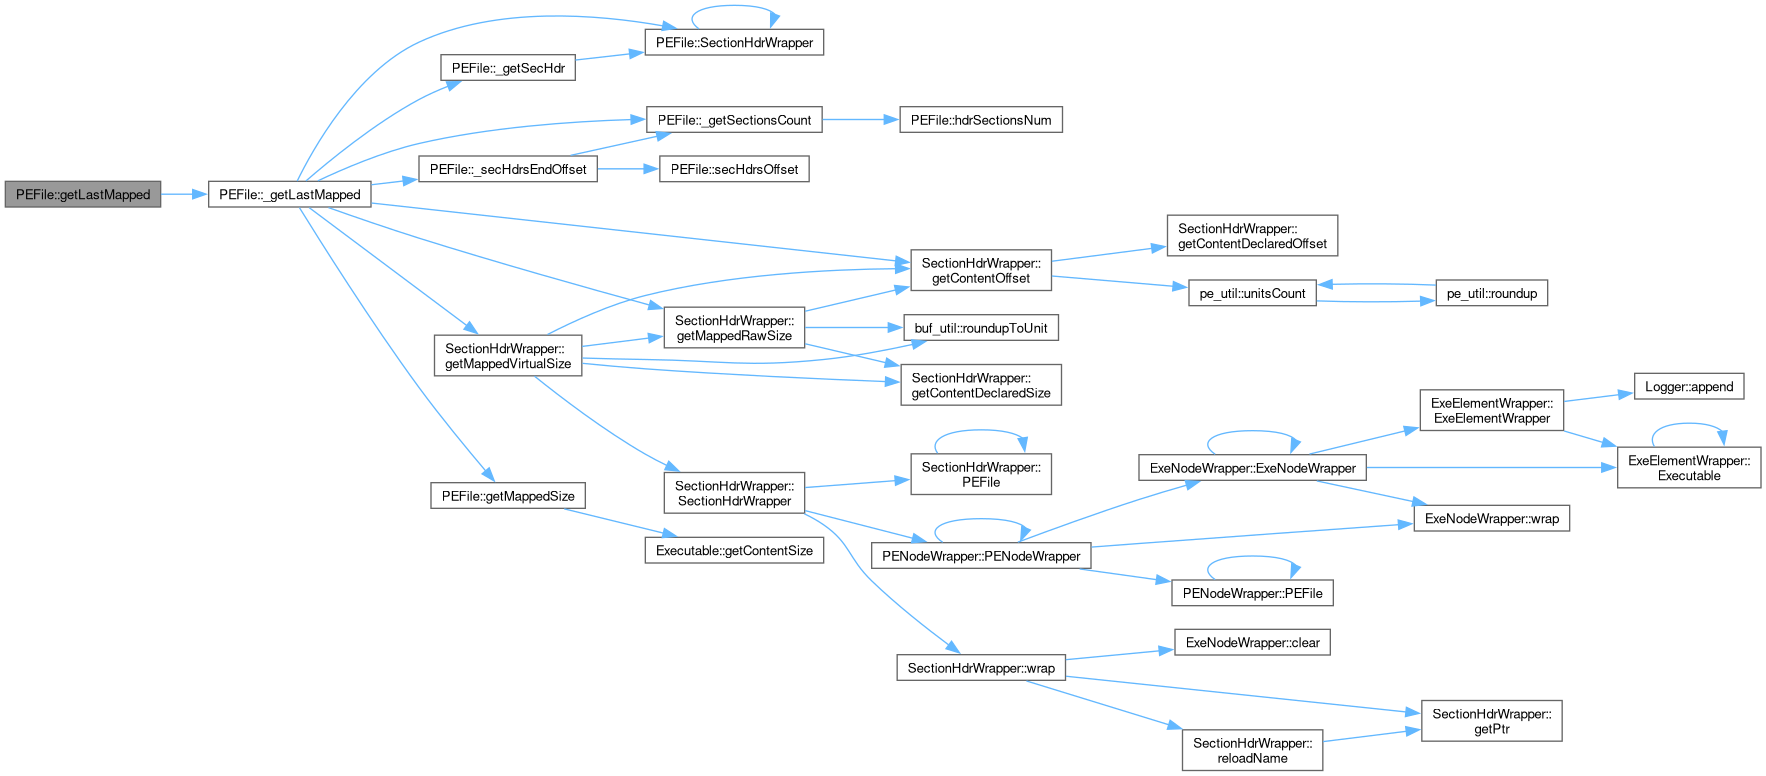 PEFile::getLastMapped
PEFile::_getLastMapped
PEFile::SectionHdrWrapper
PEFile::_getSecHdr
PEFile::_getSectionsCount
PEFile::hdrSectionsNum
PEFile::_secHdrsEndOffset
PEFile::secHdrsOffset
SectionHdrWrapper::
getContentOffset
SectionHdrWrapper::
getContentDeclaredOffset
pe_util::unitsCount
pe_util::roundup
SectionHdrWrapper::
getMappedRawSize
buf_util::roundupToUnit
SectionHdrWrapper::
getMappedVirtualSize
SectionHdrWrapper::
getContentDeclaredSize
SectionHdrWrapper::
SectionHdrWrapper
SectionHdrWrapper::
PEFile
PEFile::getMappedSize
Executable::getContentSize
PENodeWrapper::PENodeWrapper
ExeNodeWrapper::ExeNodeWrapper
ExeElementWrapper::
ExeElementWrapper
Logger::append
ExeElementWrapper::
Executable
ExeNodeWrapper::wrap
PENodeWrapper::PEFile
SectionHdrWrapper::wrap
ExeNodeWrapper::clear
SectionHdrWrapper::
getPtr
SectionHdrWrapper::
reloadName